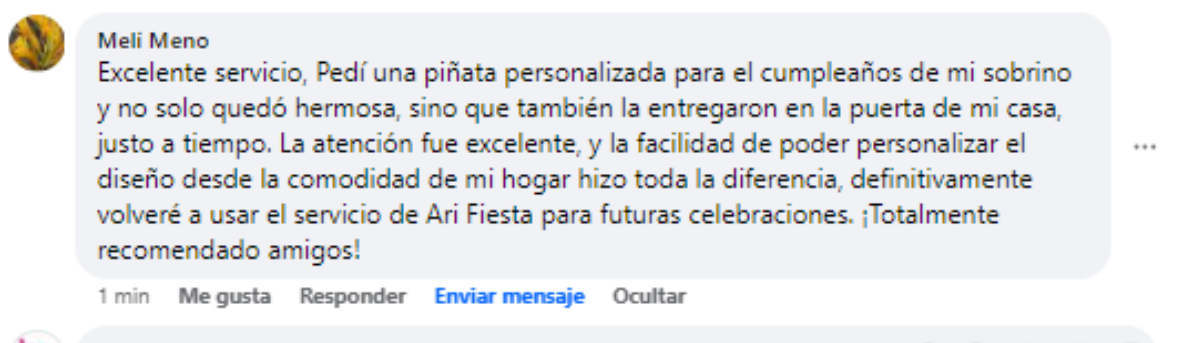 Meli Meno
Excelente servicio, Pedí una piñata personalizada para el cumpleaños de mi sobrino
y no solo quedó hermosa, sino que también la entregaron en la puerta de mi casa,
justo a tiempo. La atención fue excelente, y la facilidad de poder personalizar el
diseño desde la comodidad de mi hogar hizo toda la diferencia, definitivamente
volveré a usar el servicio de Ari Fiesta para futuras celebraciones. ¡Totalmente
recomendado amigos!
1 min Me gusta Responder Enviar mensaje Ocultar